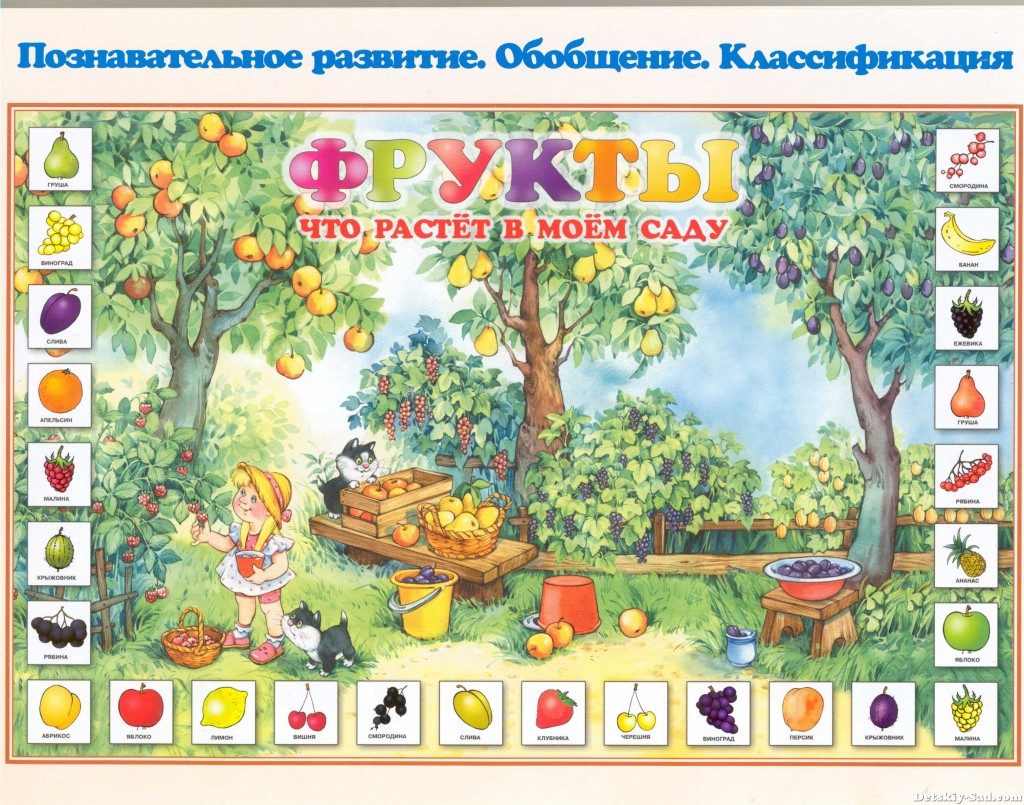 Познавательное развитие. Обобщение. Классификация
ФРУКТЫ
ЧТО РАСТЁТ В МОЁМ САДУ
ГРУША
ВИНОГРАД
СЛИВА
АПЕЛЬСИН
МАЛИНА
КРЫЖОВНИК
РЯБИНА
СМОРОДИНА
БАНАН
ЕЖЕВИКА
ГРУША
РЯБИНА
АНАНАС
ЯБЛОКО
АБРИКОС
ЯБЛОКО
ЛИМОН
ВИШНЯ
СМОРОДИНА
СЛИВА
КЛУБНИКА
ЧЕРЕШНЯ
ВИНОГРАД
ПЕРСИК
КРЫЖОВНИК
МАЛИНА
Detskiy-Sad.com